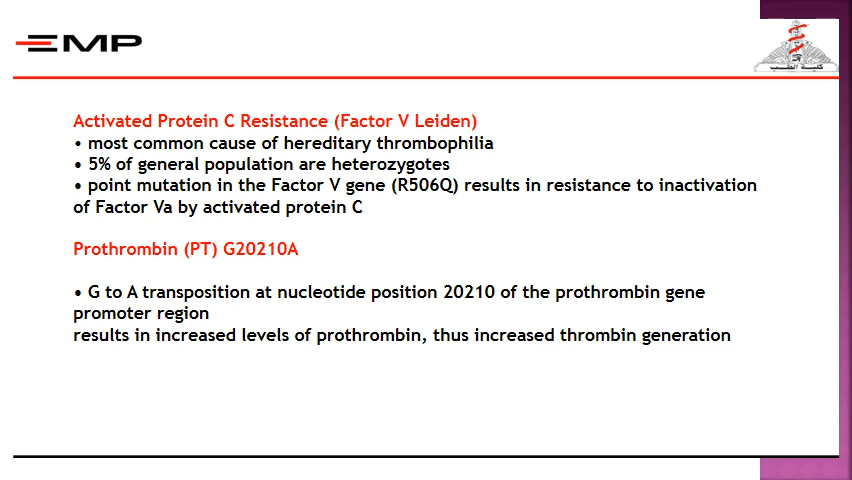 EMP
كلية الطب
Activated Protein C Resistance (Factor V Leiden)
• most common cause of hereditary thrombophilia
• 5% of general population are heterozygotes
• point mutation in the Factor V gene (R506Q) results in resistance to inactivation
of Factor Va by activated protein C
Prothrombin (PT) G20210A
• G to A transposition at nucleotide position 20210 of the prothrombin gene
promoter region
results in increased levels of prothrombin, thus increased thrombin generation